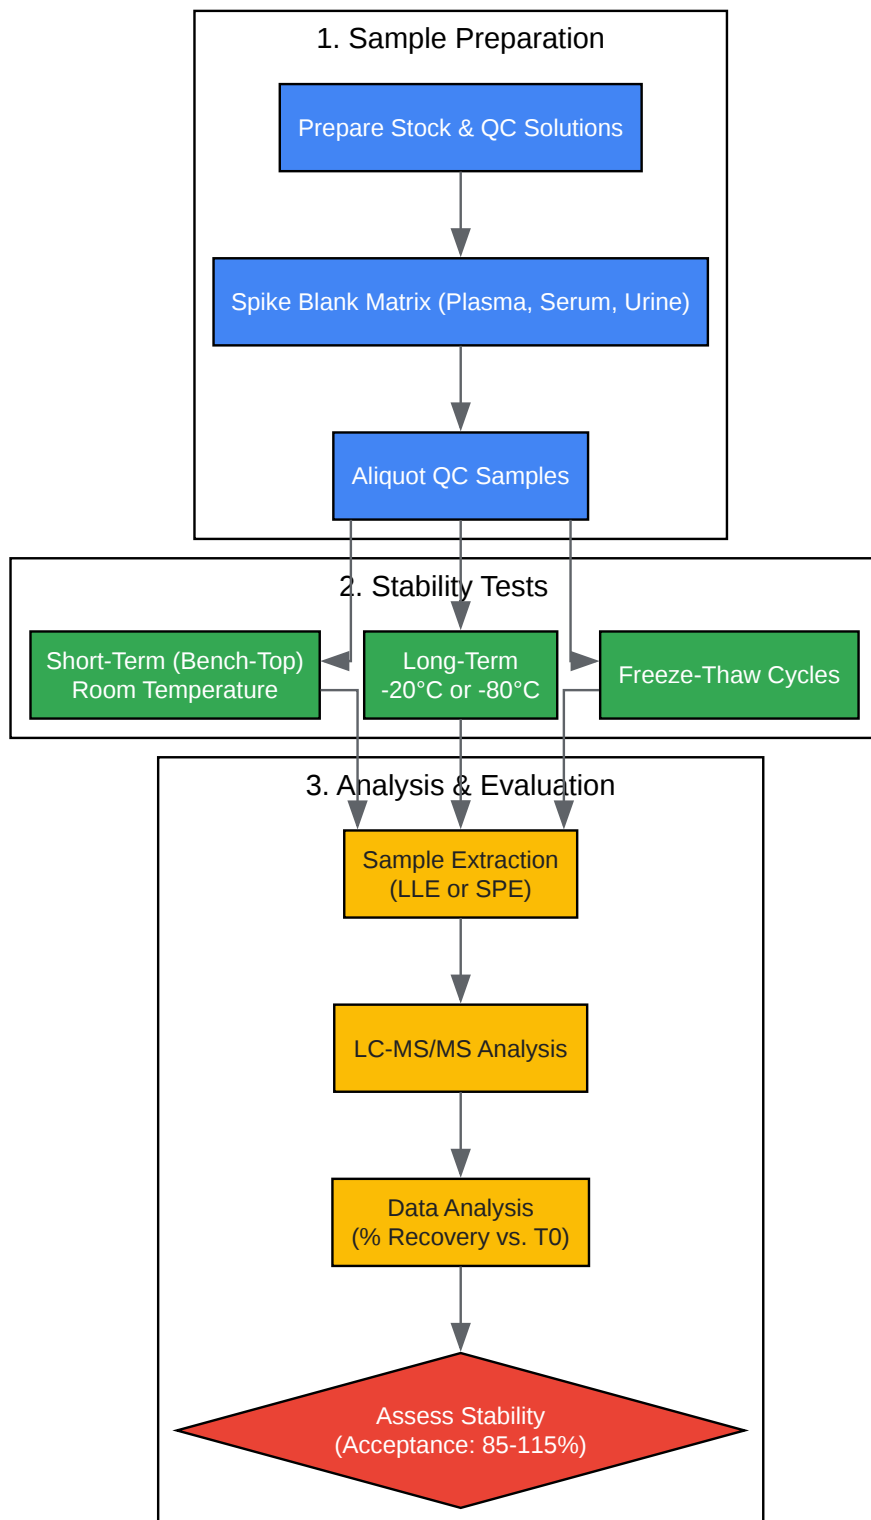 1. Sample Preparation
Prepare Stock & QC Solutions
Spike Blank Matrix (Plasma, Serum, Urine)
Aliquot QC Samples
2. Stability Tests
Short-Term (Bench-Top)
Room Temperature
Long-Term
-20°C or -80°C
Freeze-Thaw Cycles
3. Analysis & Evaluation
Sample Extraction
(LLE or SPE)
LC-MS/MS Analysis
Data Analysis
(% Recovery vs. T0)
Assess Stability
(Acceptance: 85-115%)